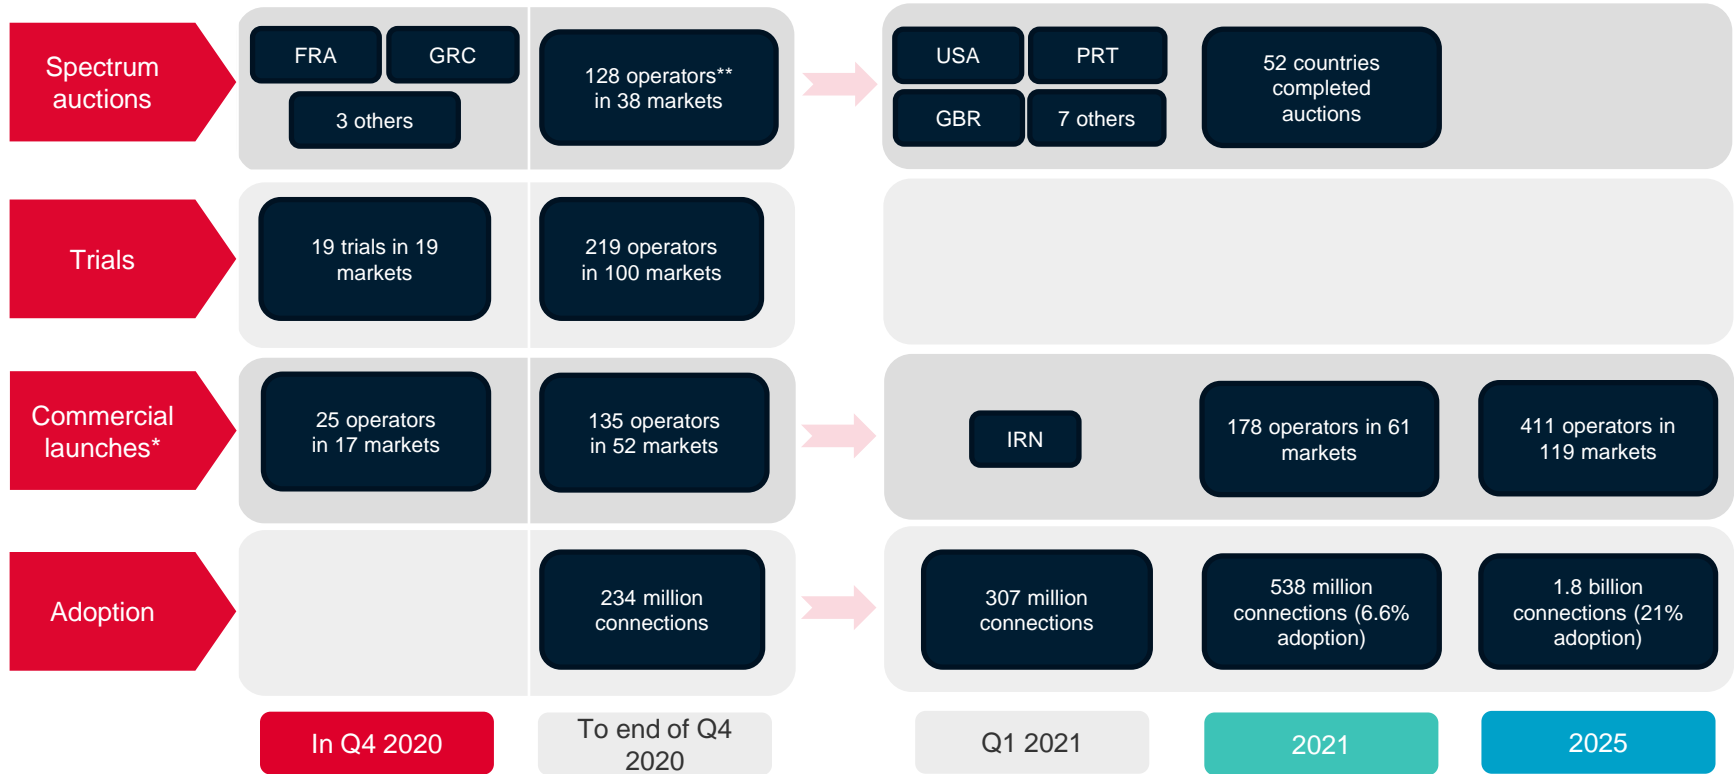 Spectrum
auctions
FRA
GRC
3 others
128 operators**
in 38 markets
USA
PRT
GBR
7 others
52 countries
completed
auctions
Trials
19 trials in 19
markets
219 operators
in 100 markets
Commercial
launches*
25 operators
in 17 markets
135 operators
in 52 markets
IRN
178 operators in 61
markets
411 operators in
119 markets
Adoption
234 million
connections
307 million
connections
538 million
connections (6.6%
adoption)
1.8 billion
connections (21%
adoption)
In Q4 2020
To end of Q4
2020
Q1 2021
2021
2025